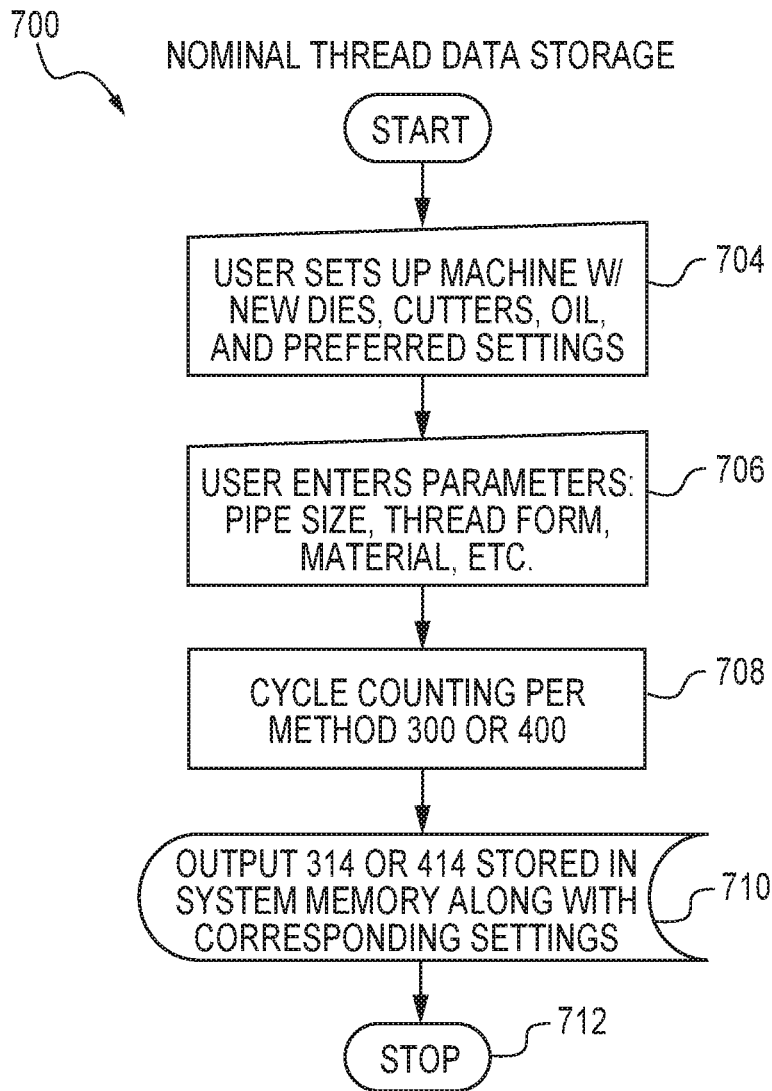 700
NOMINAL THREAD DATA STORAGE
START
USER SETS UP MACHINE W/
NEW DIES, CUTTERS, OIL,
AND PREFERRED SETTINGS
704
USER ENTERS PARAMETERS:
PIPE SIZE, THREAD FORM,
MATERIAL, ETC.
706
CYCLE COUNTING PER
METHOD 300 OR 400
708
OUTPUT 314 OR 414 STORED IN
SYSTEM MEMORY ALONG WITH
CORRESPONDING SETTINGS
710
STOP
712